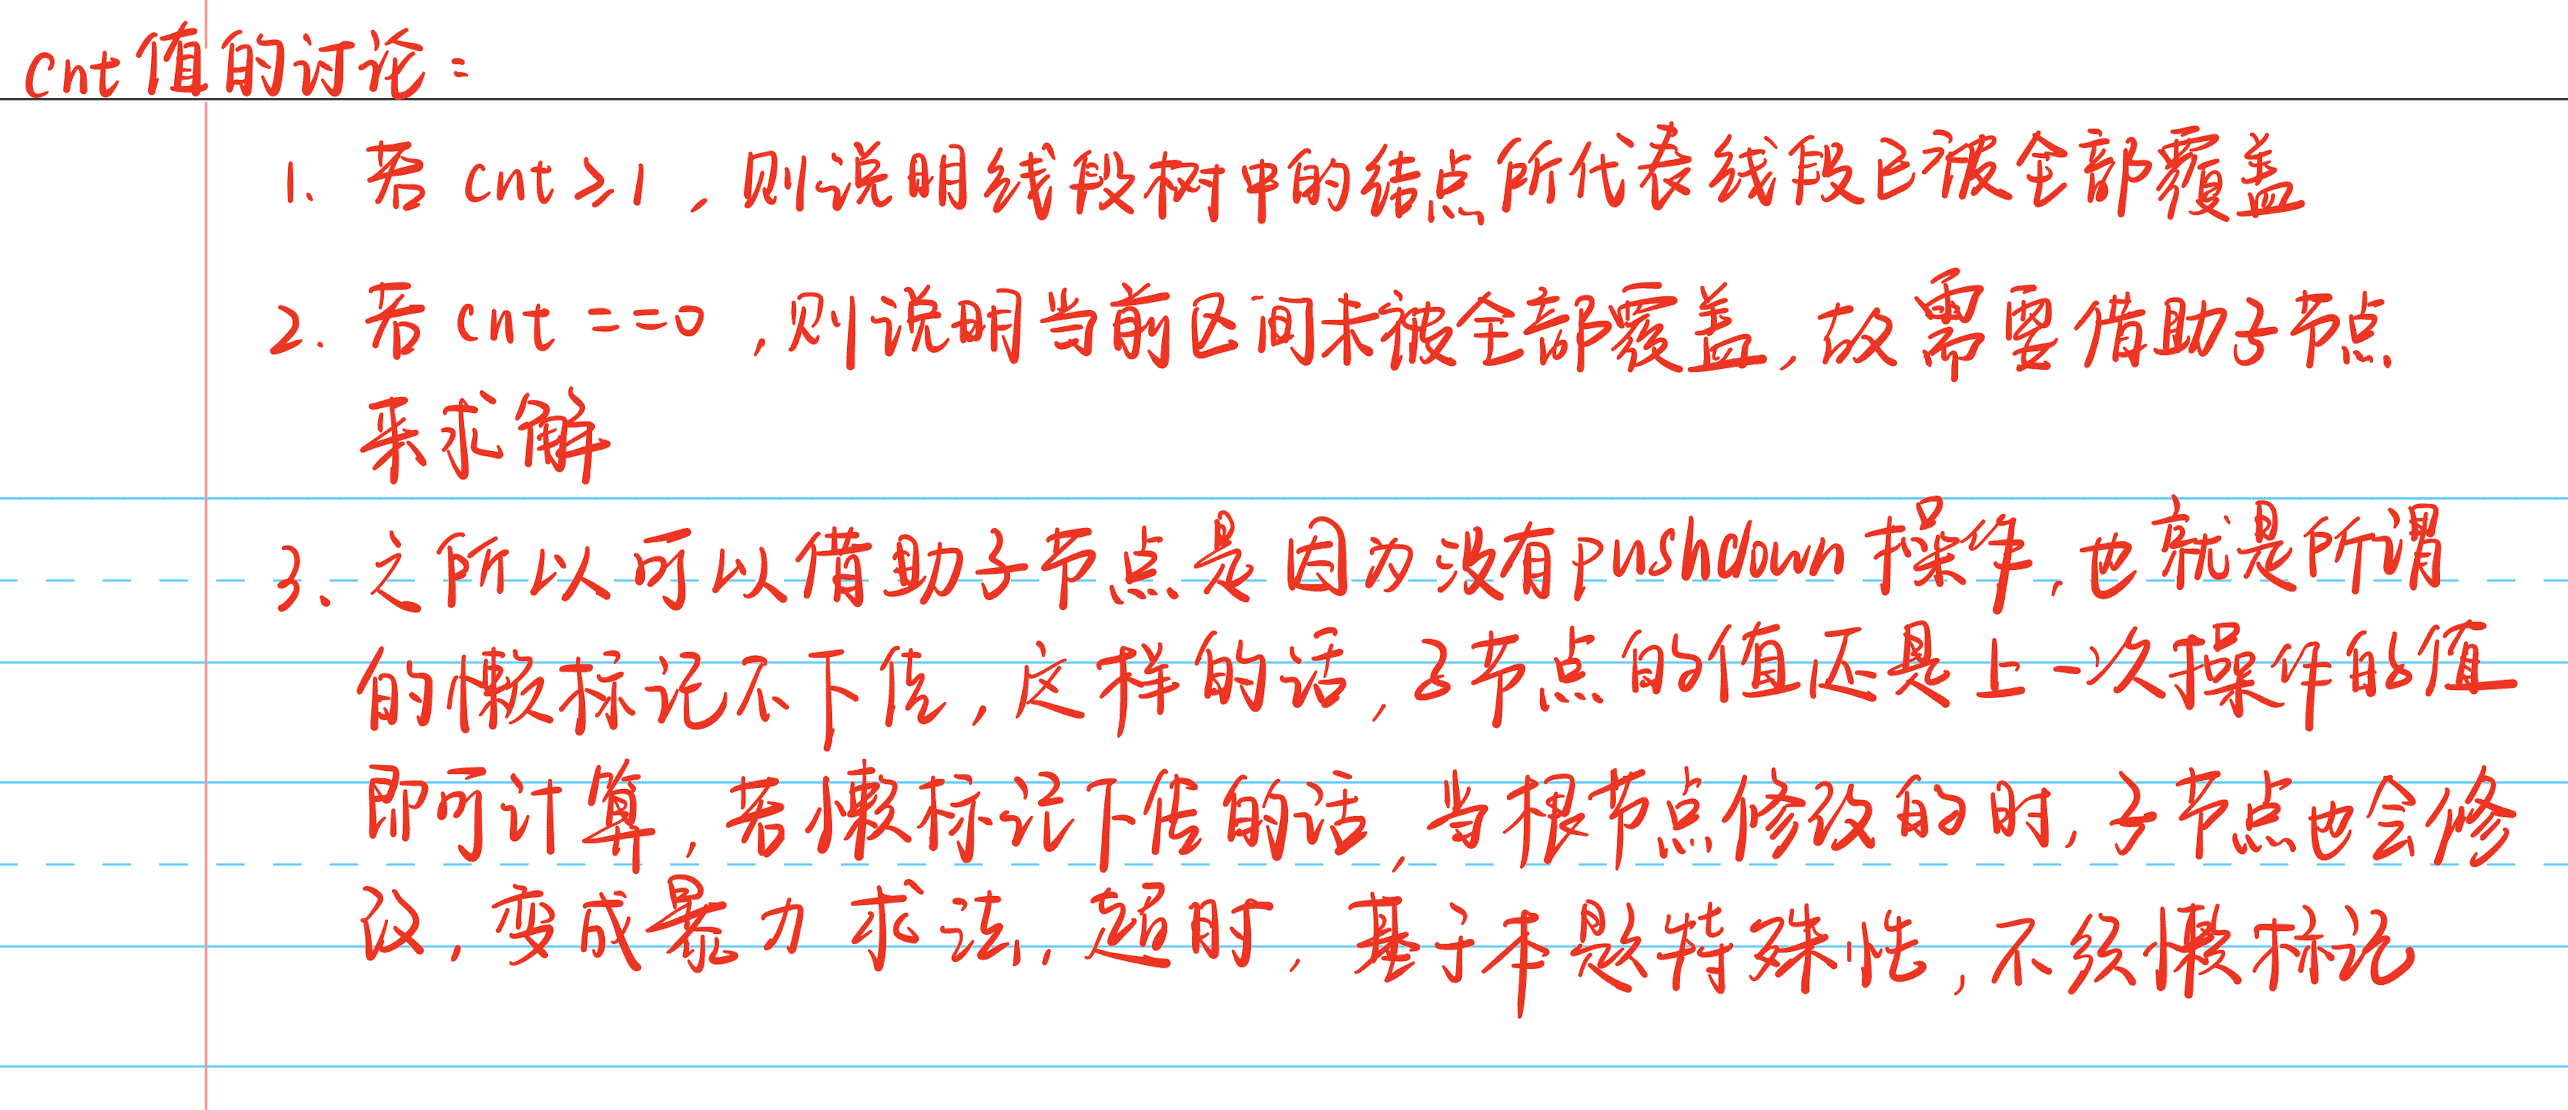 cnt值的讨论：
1. 若 cnt≥1，则说明线段树中的结点所代表线段已被全部覆盖
2. 若 cnt ==0，则说明当前区间未被全部覆盖，故需要借助子节点
来求解
3、之所以可以借助子节点是因为没有pushdown操作，也就是所谓
的懒标记不下传，这样的话，子节点的值还是上一次操作的值
即可计算，若懒标记下传的话，当根节点修改的时，子节点也会修
改，变成暴力求法，超时，基于本题特殊性，不须懒标记